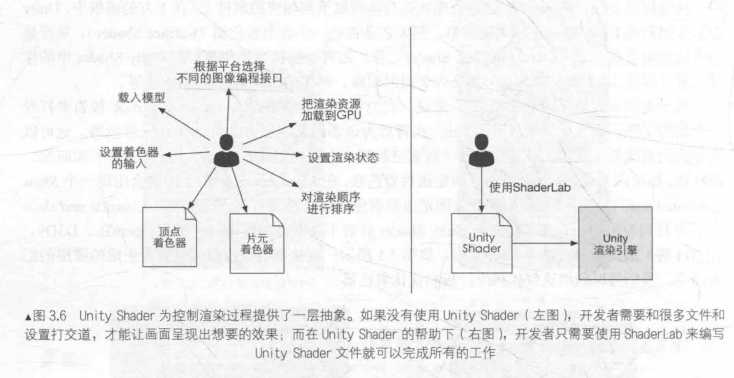 根据平台选择
不同的图像编程接口
载入模型
把渲染资源
加载到GPU
设置着色器
的输入
设置渲染状态
对渲染顺序
进行排序
顶点
着色器
片元
着色器
使用ShaderLab
Unity
Shader
Unity
渲染引擎
▲图 3.6 Unity Shader 为控制渲染过程提供了一层抽象。如果没有使用 Unity Shader（左图），开发者需要和很多文件和
设置打交道，才能让画面呈现出想要的效果；而在 Unity Shader 的帮助下（右图），开发者只需要使用 ShaderLab 来编写
Unity Shader 文件就可以完成所有的工作